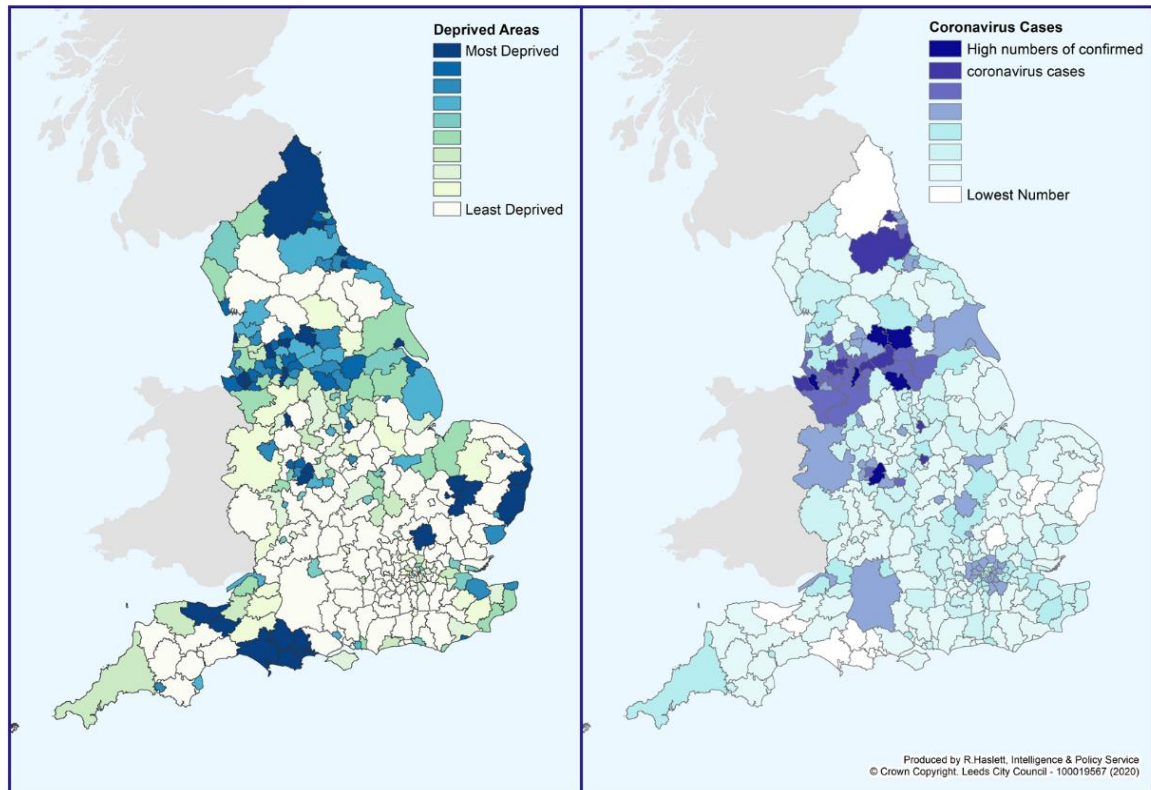 Deprived Areas
Most Deprived
Least Deprived
Coronavirus Cases
High numbers of confirmed
coronavirus cases
Lowest Number
Produced by R.Haslett, Intelligence & Policy Service
© Crown Copyright. Leeds City Council - 100019567 (2020)